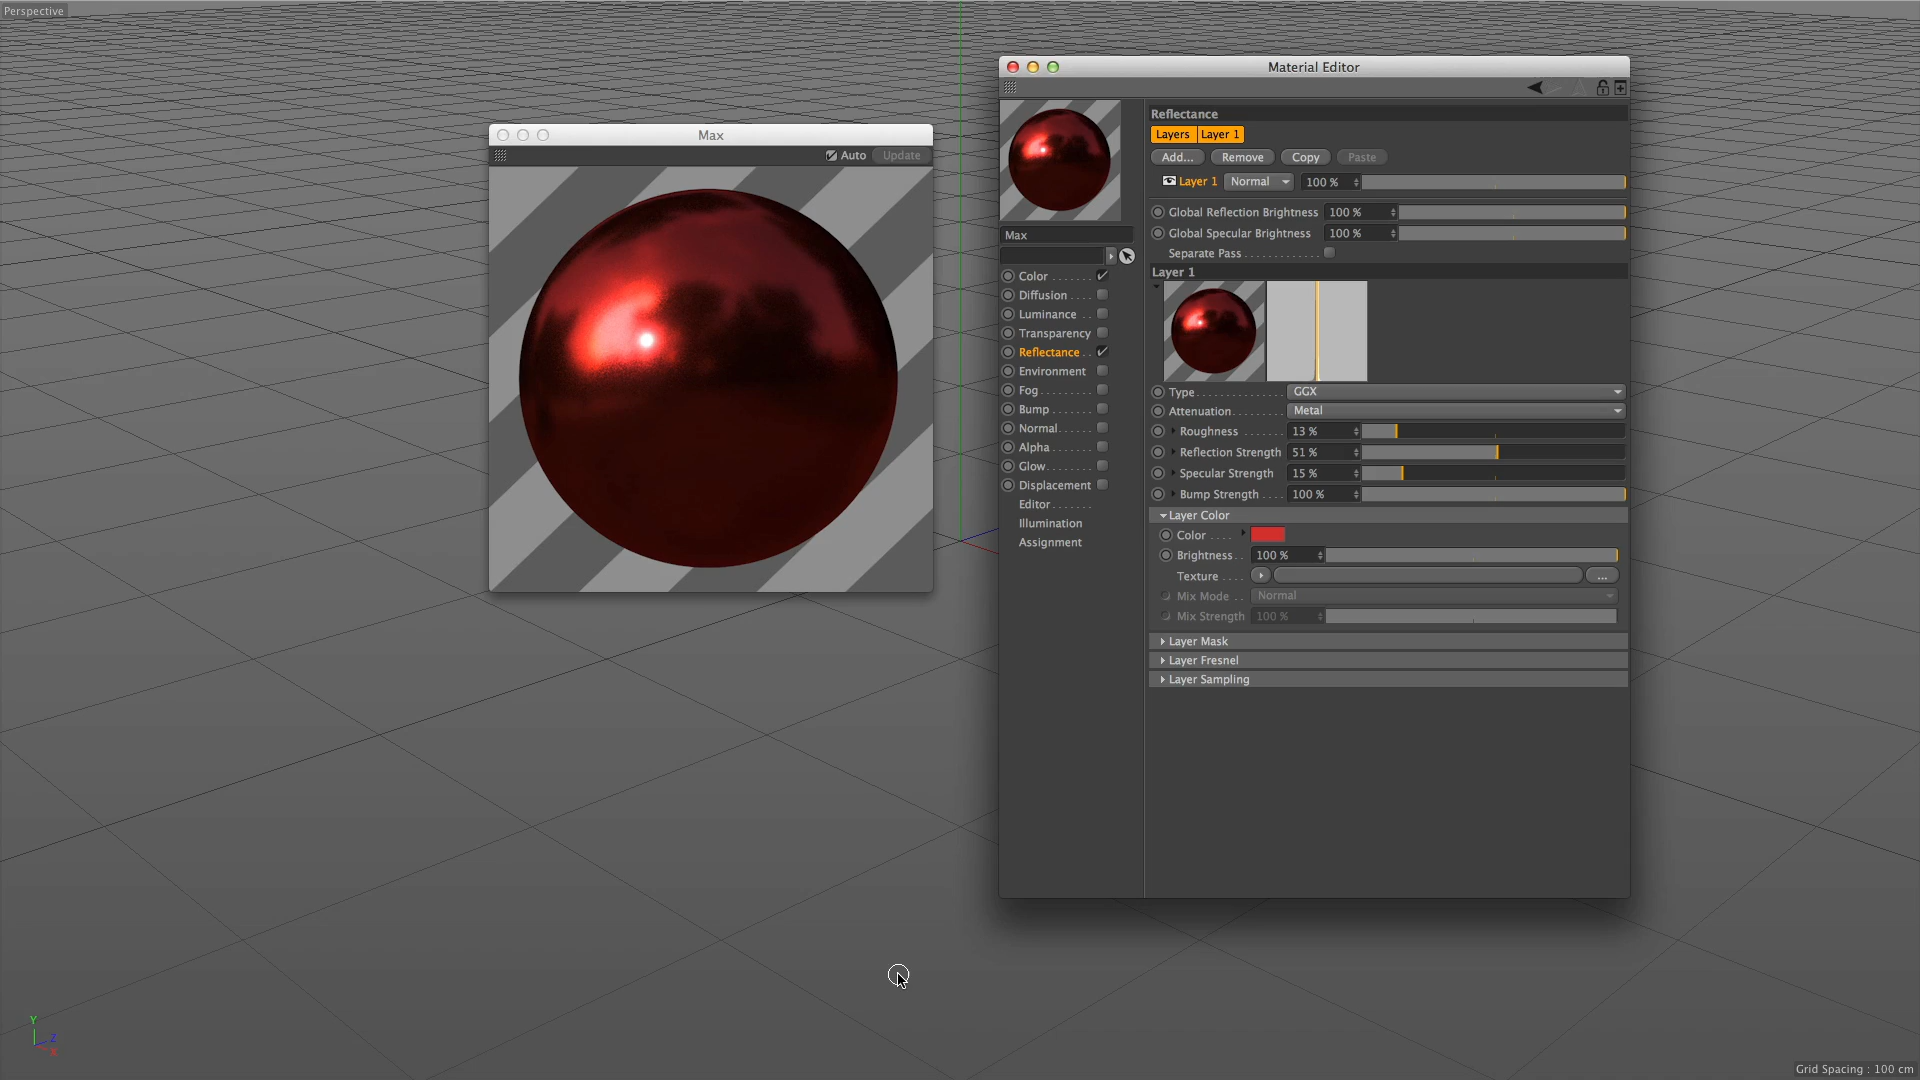 Perspective
Max
Auto
Update
Material Editor
Max
Color
Diffusion
Luminance
Transparency
Reflectance
Environment
Fog
Bump
Normal
Alpha
Glow
Displacement
Editor
Illumination
Assignment
Reflectance
Layers Layer 1
Add... Remove Copy Paste
Layer 1 Normal 100 %
Global Reflection Brightness 100 %
Global Specular Brightness 100 %
Separate Pass
Layer 1
Type GGX
Attenuation Metal
Roughness 13 %
Reflection Strength 51 %
Specular Strength 15 %
Bump Strength 100 %
Layer Color
Color
Brightness 100 %
Texture ...
Mix Mode Normal
Mix Strength 100 %
Layer Mask
Layer Fresnel
Layer Sampling
Y
Z
X
Grid Spacing : 100 cm